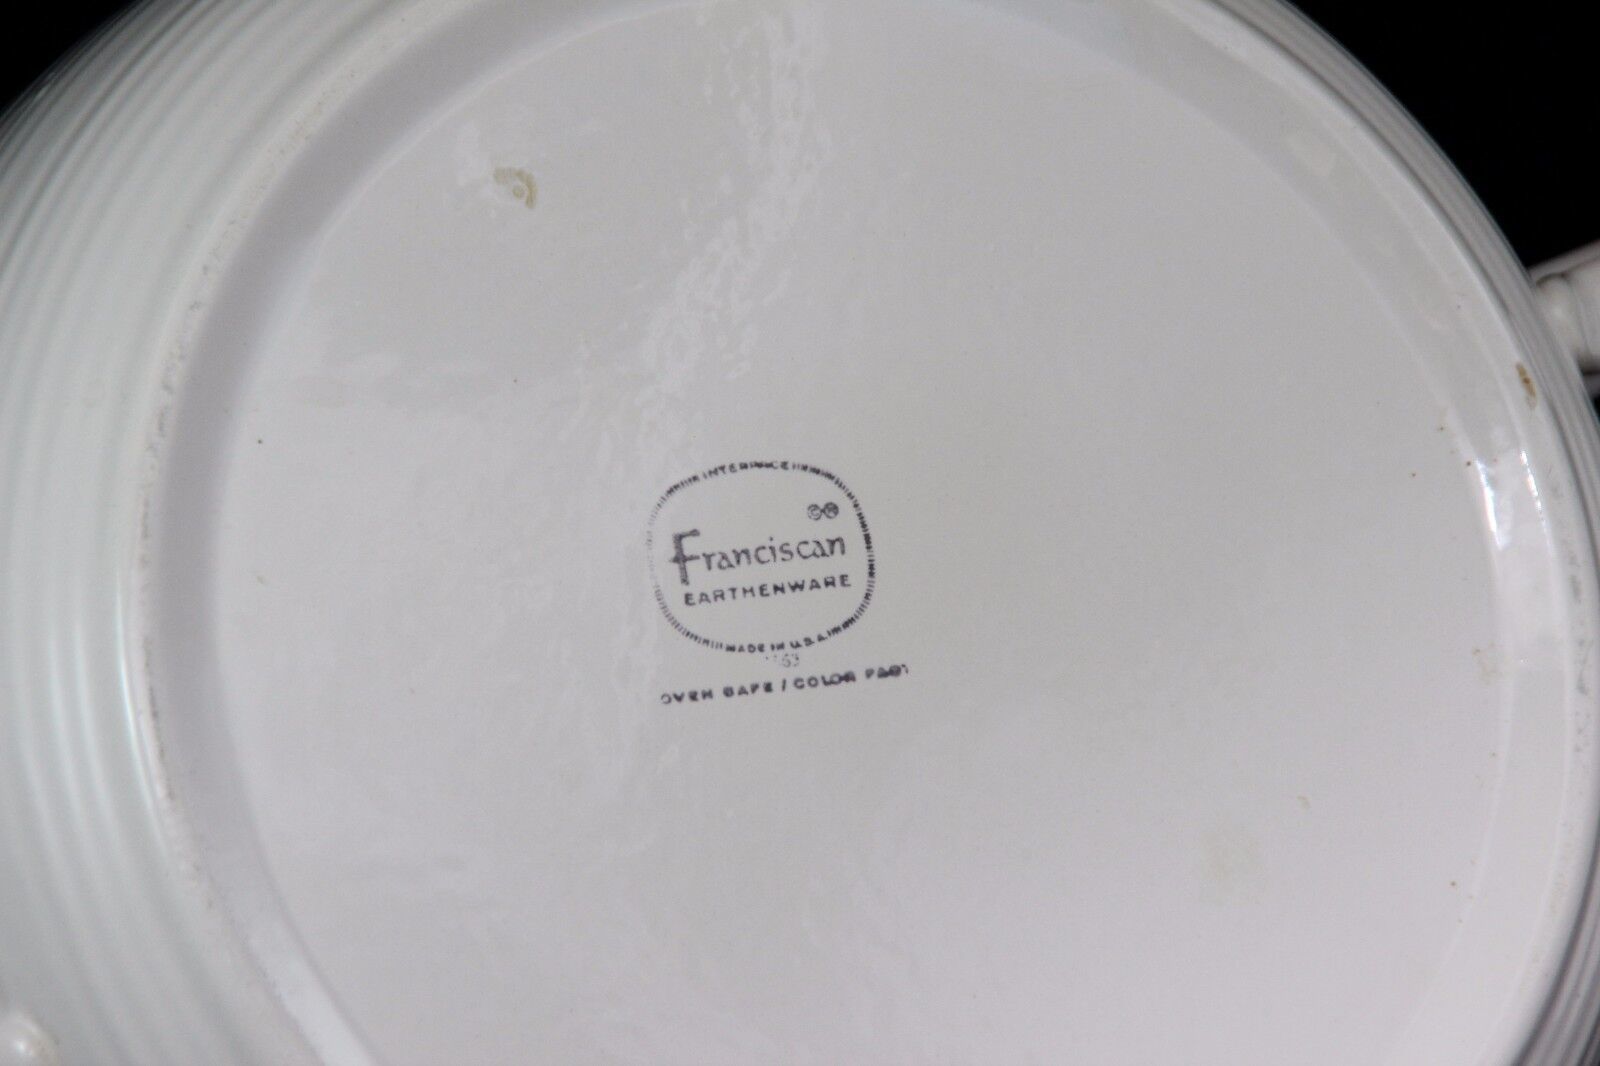 INTERPACE
©®
Franciscan
EARTHENWARE
MADE IN U.S.A.
OVEN SAFE / COLOR FAST